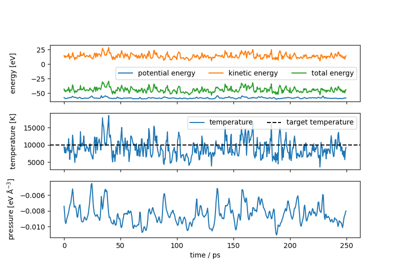 energy [eV]
25
0
−25
−50
potential energy
kinetic energy
total energy
temperature [K]
15000
10000
5000
temperature
target temperature
pressure [eV Å⁻³]
−0.006
−0.008
−0.010
0
50
100
150
200
250
time / ps